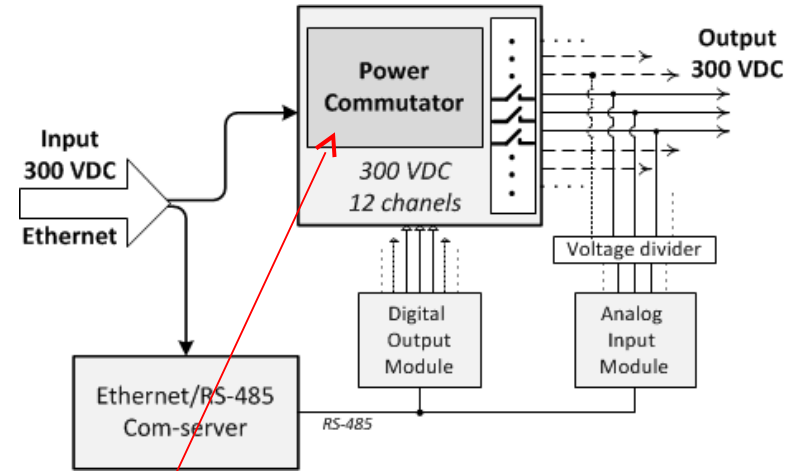 Output
300 VDC
Power
Commutator
Input
300 VDC
Ethernet
300 VDC
12 chanels
Voltage divider
Digital
Output
Module
Analog
Input
Module
Ethernet/RS-485
Com-server
RS-485